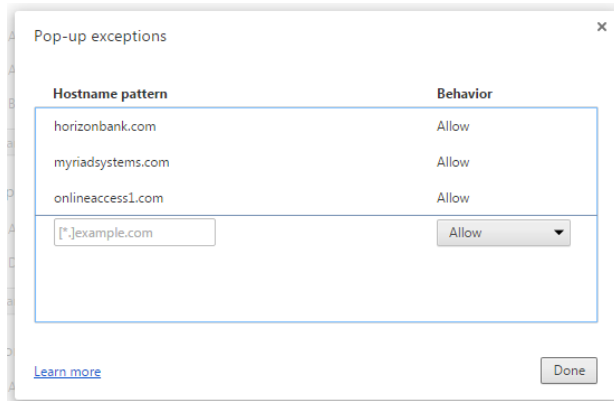 Pop-up exceptions
×
Hostname pattern Behavior
horizonbank.com Allow
myriadsystems.com Allow
onlineaccess1.com Allow
[*.]example.com Allow
Learn more Done